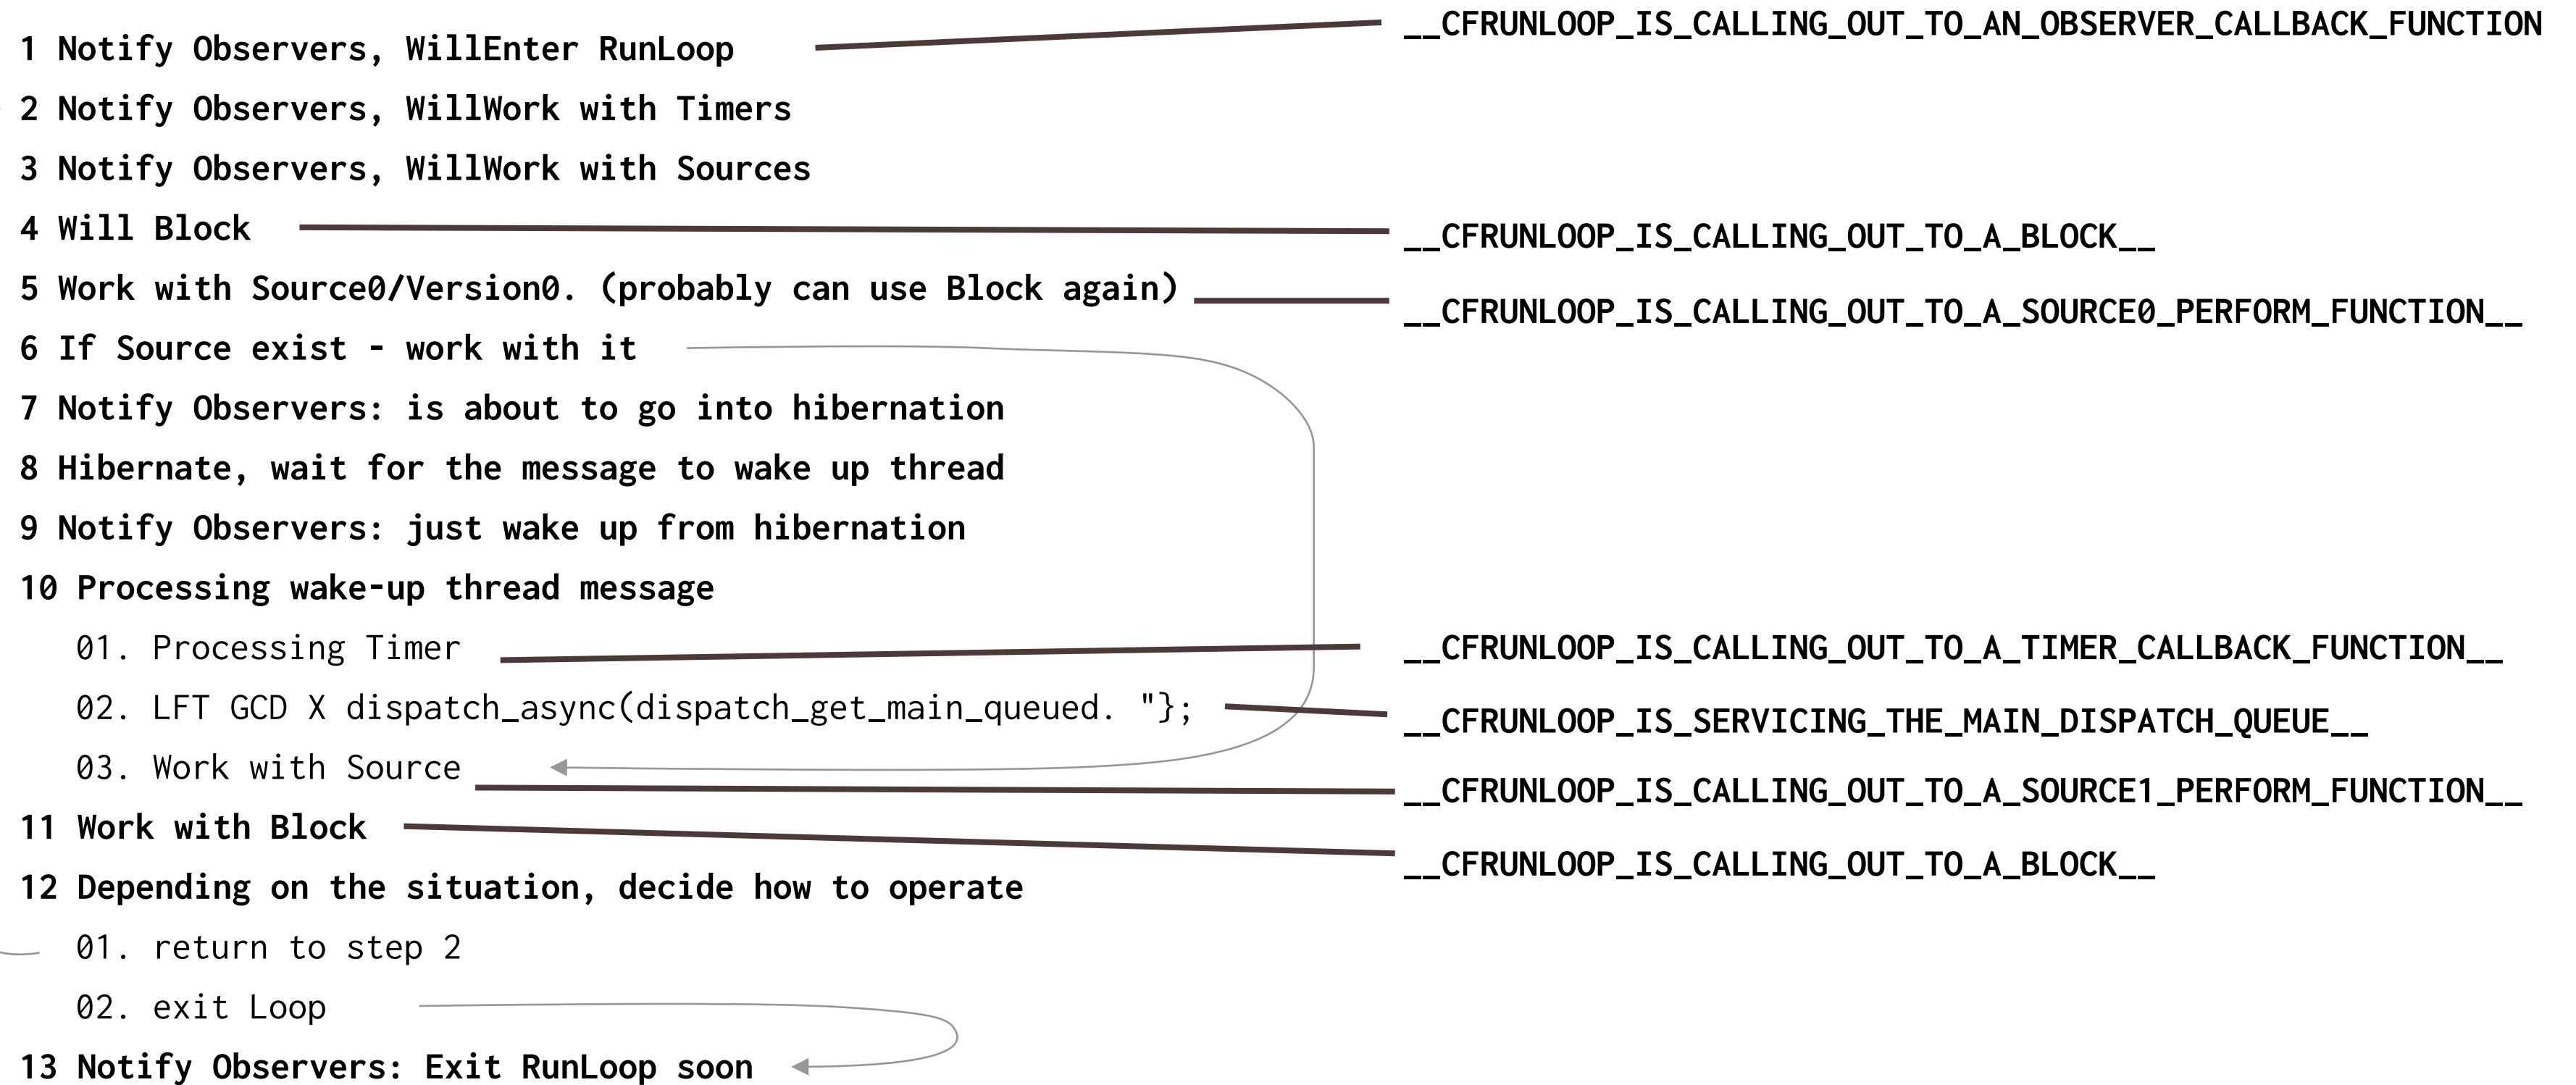 __CFRUNLOOP_IS_CALLING_OUT_TO_AN_OBSERVER_CALLBACK_FUNCTION
1 Notify Observers, WillEnter RunLoop
2 Notify Observers, WillWork with Timers
3 Notify Observers, WillWork with Sources
4 Will Block
__CFRUNLOOP_IS_CALLING_OUT_TO_A_BLOCK__
5 Work with Source0/Version0. (probably can use Block again)
__CFRUNLOOP_IS_CALLING_OUT_TO_A_SOURCE0_PERFORM_FUNCTION__
6 If Source exist - work with it
7 Notify Observers: is about to go into hibernation
8 Hibernate, wait for the message to wake up thread
9 Notify Observers: just wake up from hibernation
10 Processing wake-up thread message
01. Processing Timer
__CFRUNLOOP_IS_CALLING_OUT_TO_A_TIMER_CALLBACK_FUNCTION__
02. LFT GCD X dispatch_async(dispatch_get_main_queued. "};
__CFRUNLOOP_IS_SERVICING_THE_MAIN_DISPATCH_QUEUE__
03. Work with Source
__CFRUNLOOP_IS_CALLING_OUT_TO_A_SOURCE1_PERFORM_FUNCTION__
11 Work with Block
__CFRUNLOOP_IS_CALLING_OUT_TO_A_BLOCK__
12 Depending on the situation, decide how to operate
01. return to step 2
02. exit Loop
13 Notify Observers: Exit RunLoop soon